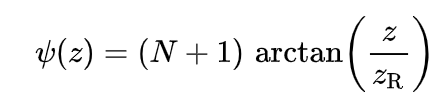 ψ(z) = (N + 1) arctan(z / z_R)